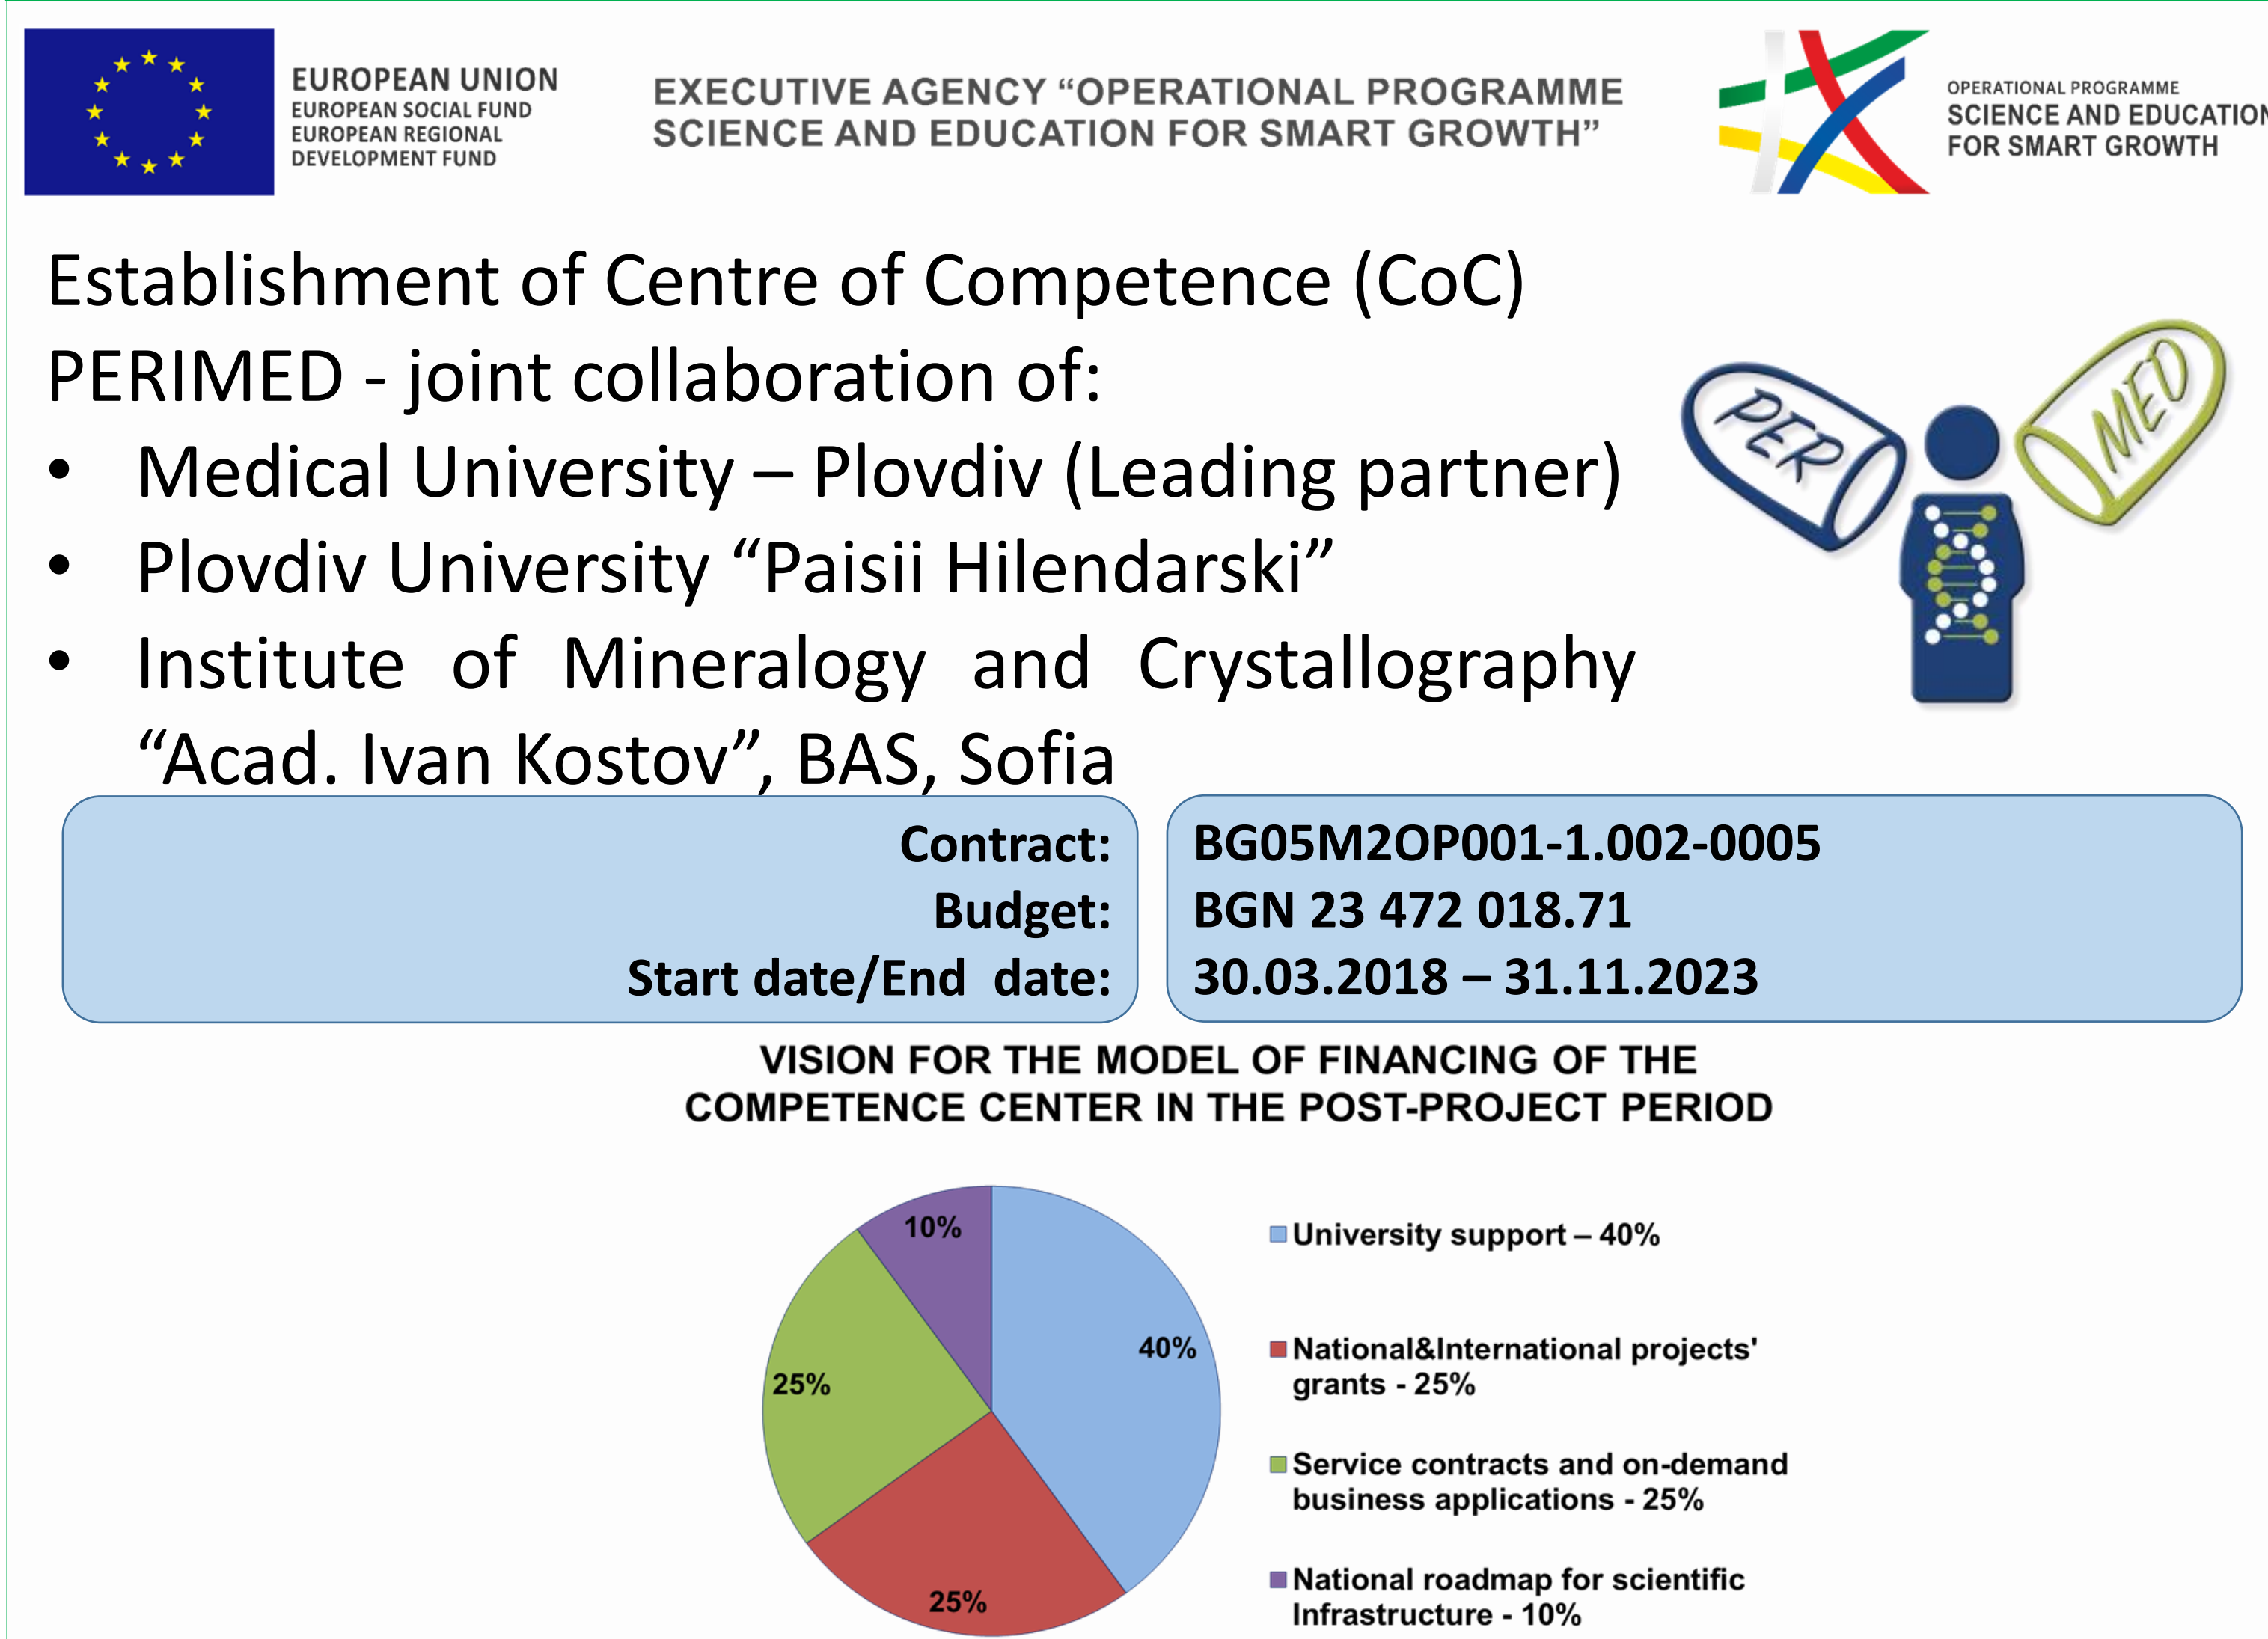 EUROPEAN UNION
EUROPEAN SOCIAL FUND
EUROPEAN REGIONAL
DEVELOPMENT FUND
EXECUTIVE AGENCY “OPERATIONAL PROGRAMME
SCIENCE AND EDUCATION FOR SMART GROWTH”
OPERATIONAL PROGRAMME
SCIENCE AND EDUCATION
FOR SMART GROWTH
Establishment of Centre of Competence (CoC)
PERIMED - joint collaboration of:
• Medical University – Plovdiv (Leading partner)
• Plovdiv University “Paisii Hilendarski”
• Institute of Mineralogy and Crystallography
“Acad. Ivan Kostov”, BAS, Sofia
PER
MED
Contract: BG05M2OP001-1.002-0005
Budget: BGN 23 472 018.71
Start date/End date: 30.03.2018 – 31.11.2023
VISION FOR THE MODEL OF FINANCING OF THE
COMPETENCE CENTER IN THE POST-PROJECT PERIOD
10%
40%
25%
25%
University support – 40%
National&International projects'
grants - 25%
Service contracts and on-demand
business applications - 25%
National roadmap for scientific
Infrastructure - 10%